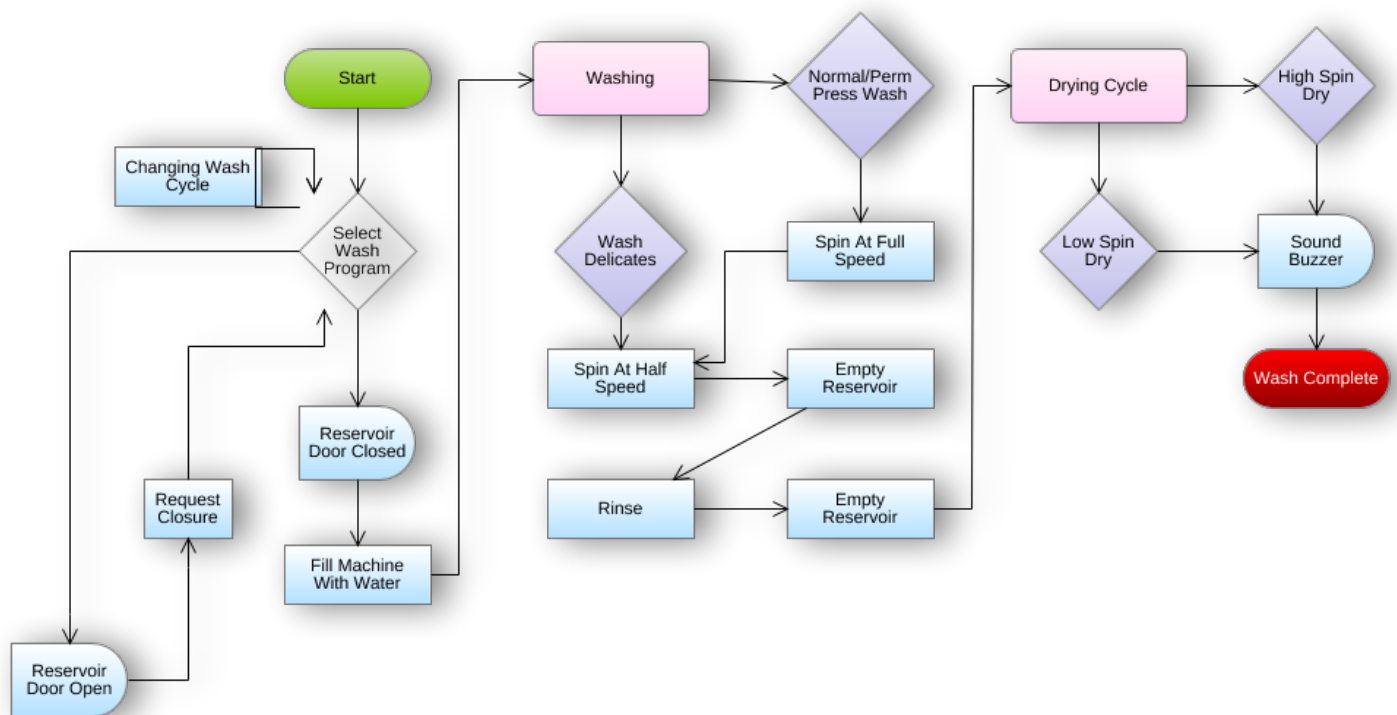 Start
Changing Wash
Cycle
Select
Wash
Program
Reservoir
Door Closed
Request
Closure
Fill Machine
With Water
Reservoir
Door Open
Washing
Normal/Perm
Press Wash
Wash
Delicates
Spin At Full
Speed
Spin At Half
Speed
Empty
Reservoir
Rinse
Empty
Reservoir
Drying Cycle
High Spin
Dry
Low Spin
Dry
Sound
Buzzer
Wash Complete